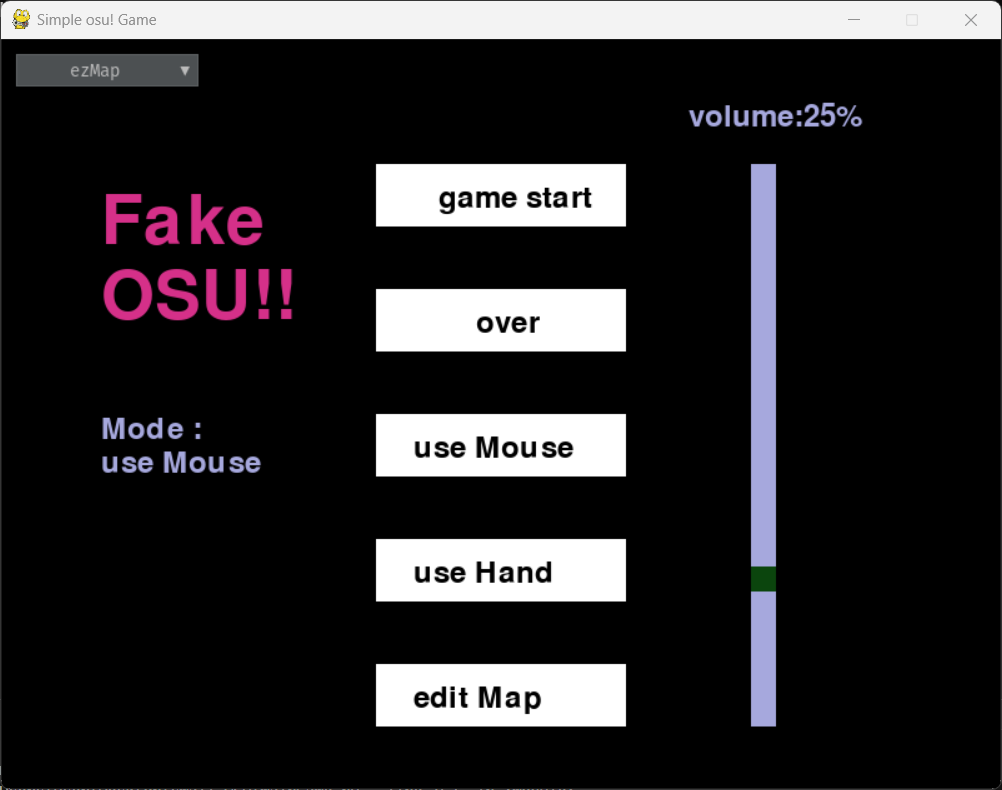 Simple osu! Game
ezMap ▼
volume:25%
Fake
OSU!!
Mode :
use Mouse
game start
over
use Mouse
use Hand
edit Map